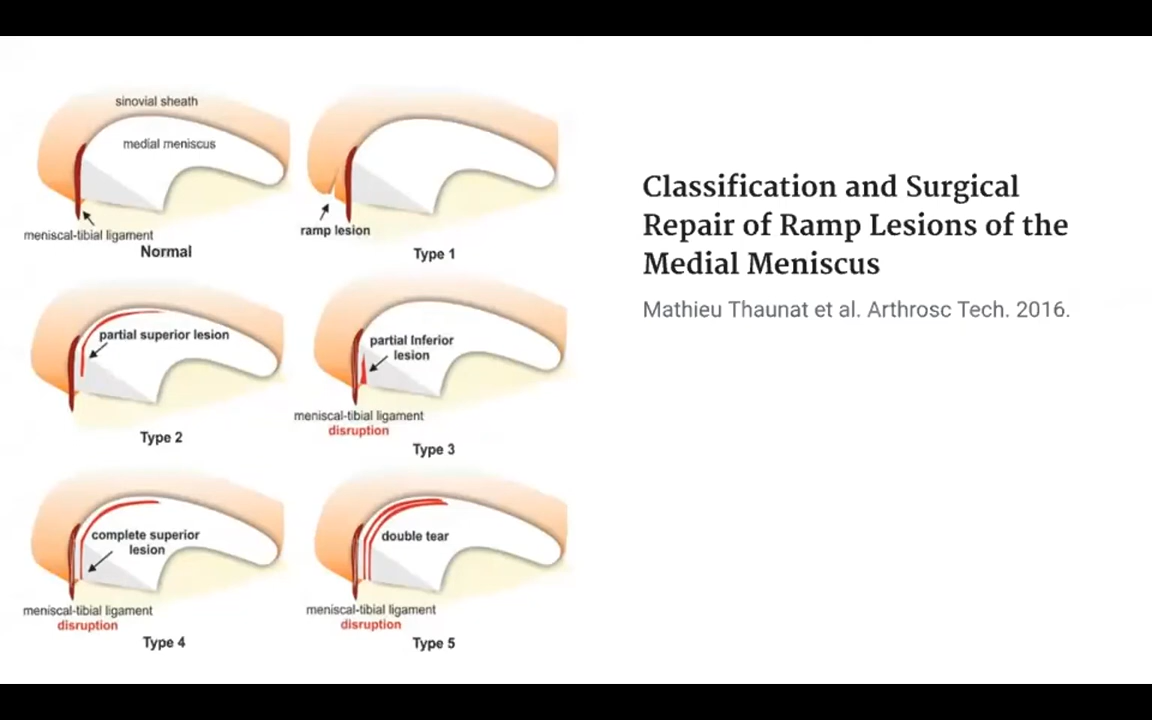 sinovial sheath
medial meniscus
meniscal-tibial ligament
Normal
ramp lesion
Type 1
partial superior lesion
Type 2
partial Inferior
lesion
meniscal-tibial ligament
disruption
Type 3
complete superior
lesion
meniscal-tibial ligament
disruption
Type 4
double tear
meniscal-tibial ligament
disruption
Type 5
Classification and Surgical
Repair of Ramp Lesions of the
Medial Meniscus
Mathieu Thaunat et al. Arthrosc Tech. 2016.